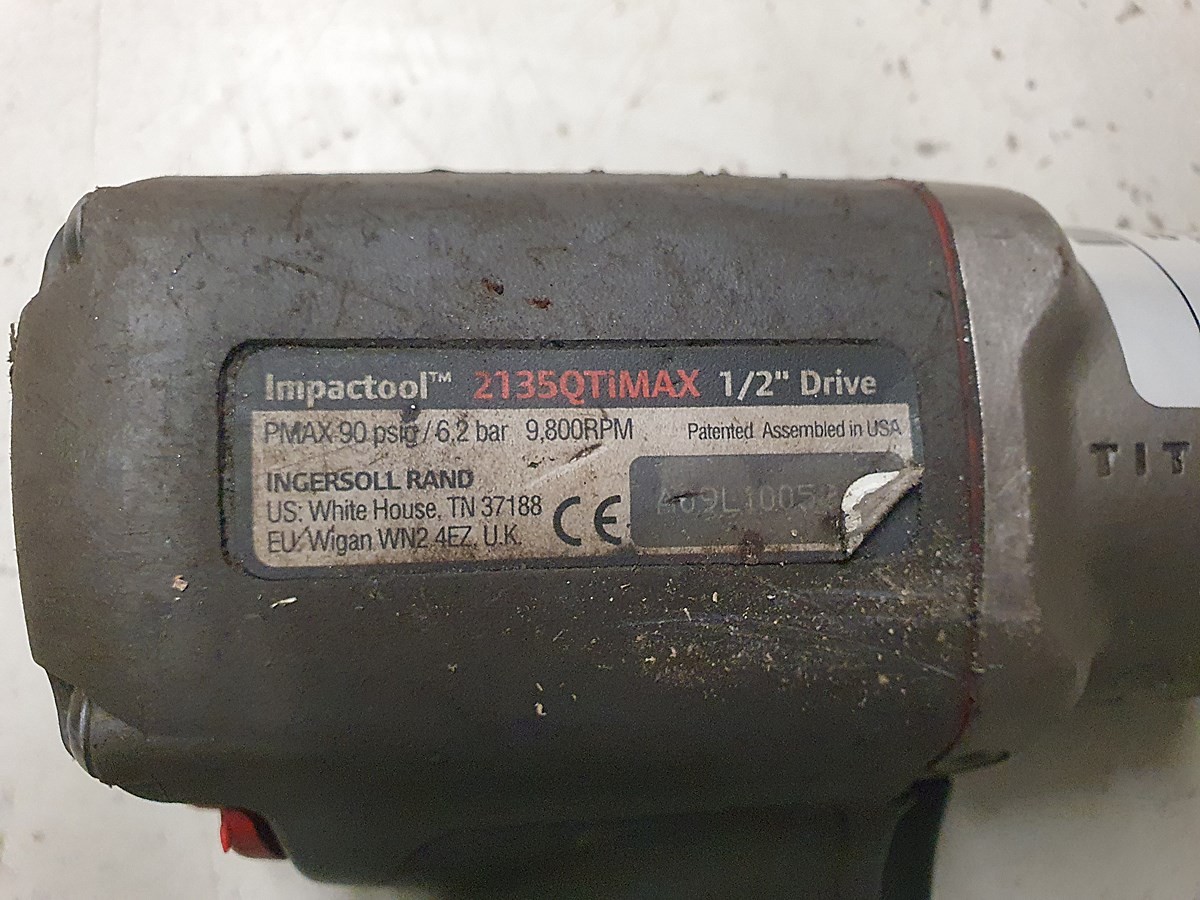 Impactool™ 2135QTiMAX 1/2" Drive
PMAX 90 psig / 6,2 bar 9,800RPM Patented Assembled in USA
INGERSOLL RAND
US: White House, TN 37188
EU/Wigan WN2 4EZ, U.K.
CE
TIT